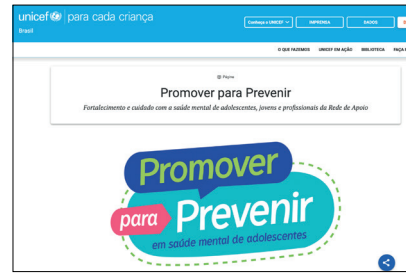 unicef para cada criança
Brasil
Conheça o UNICEF
IMPRENSA
DADOS
O QUE FAZEMOS UNICEF EM AÇÃO BIBLIOTECA FAÇA
Página
Promover para Prevenir
Fortalecimento e cuidado com a saúde mental de adolescentes, jovens e profissionais da Rede de Apoio
Promover
para Prevenir
em saúde mental de adolescentes